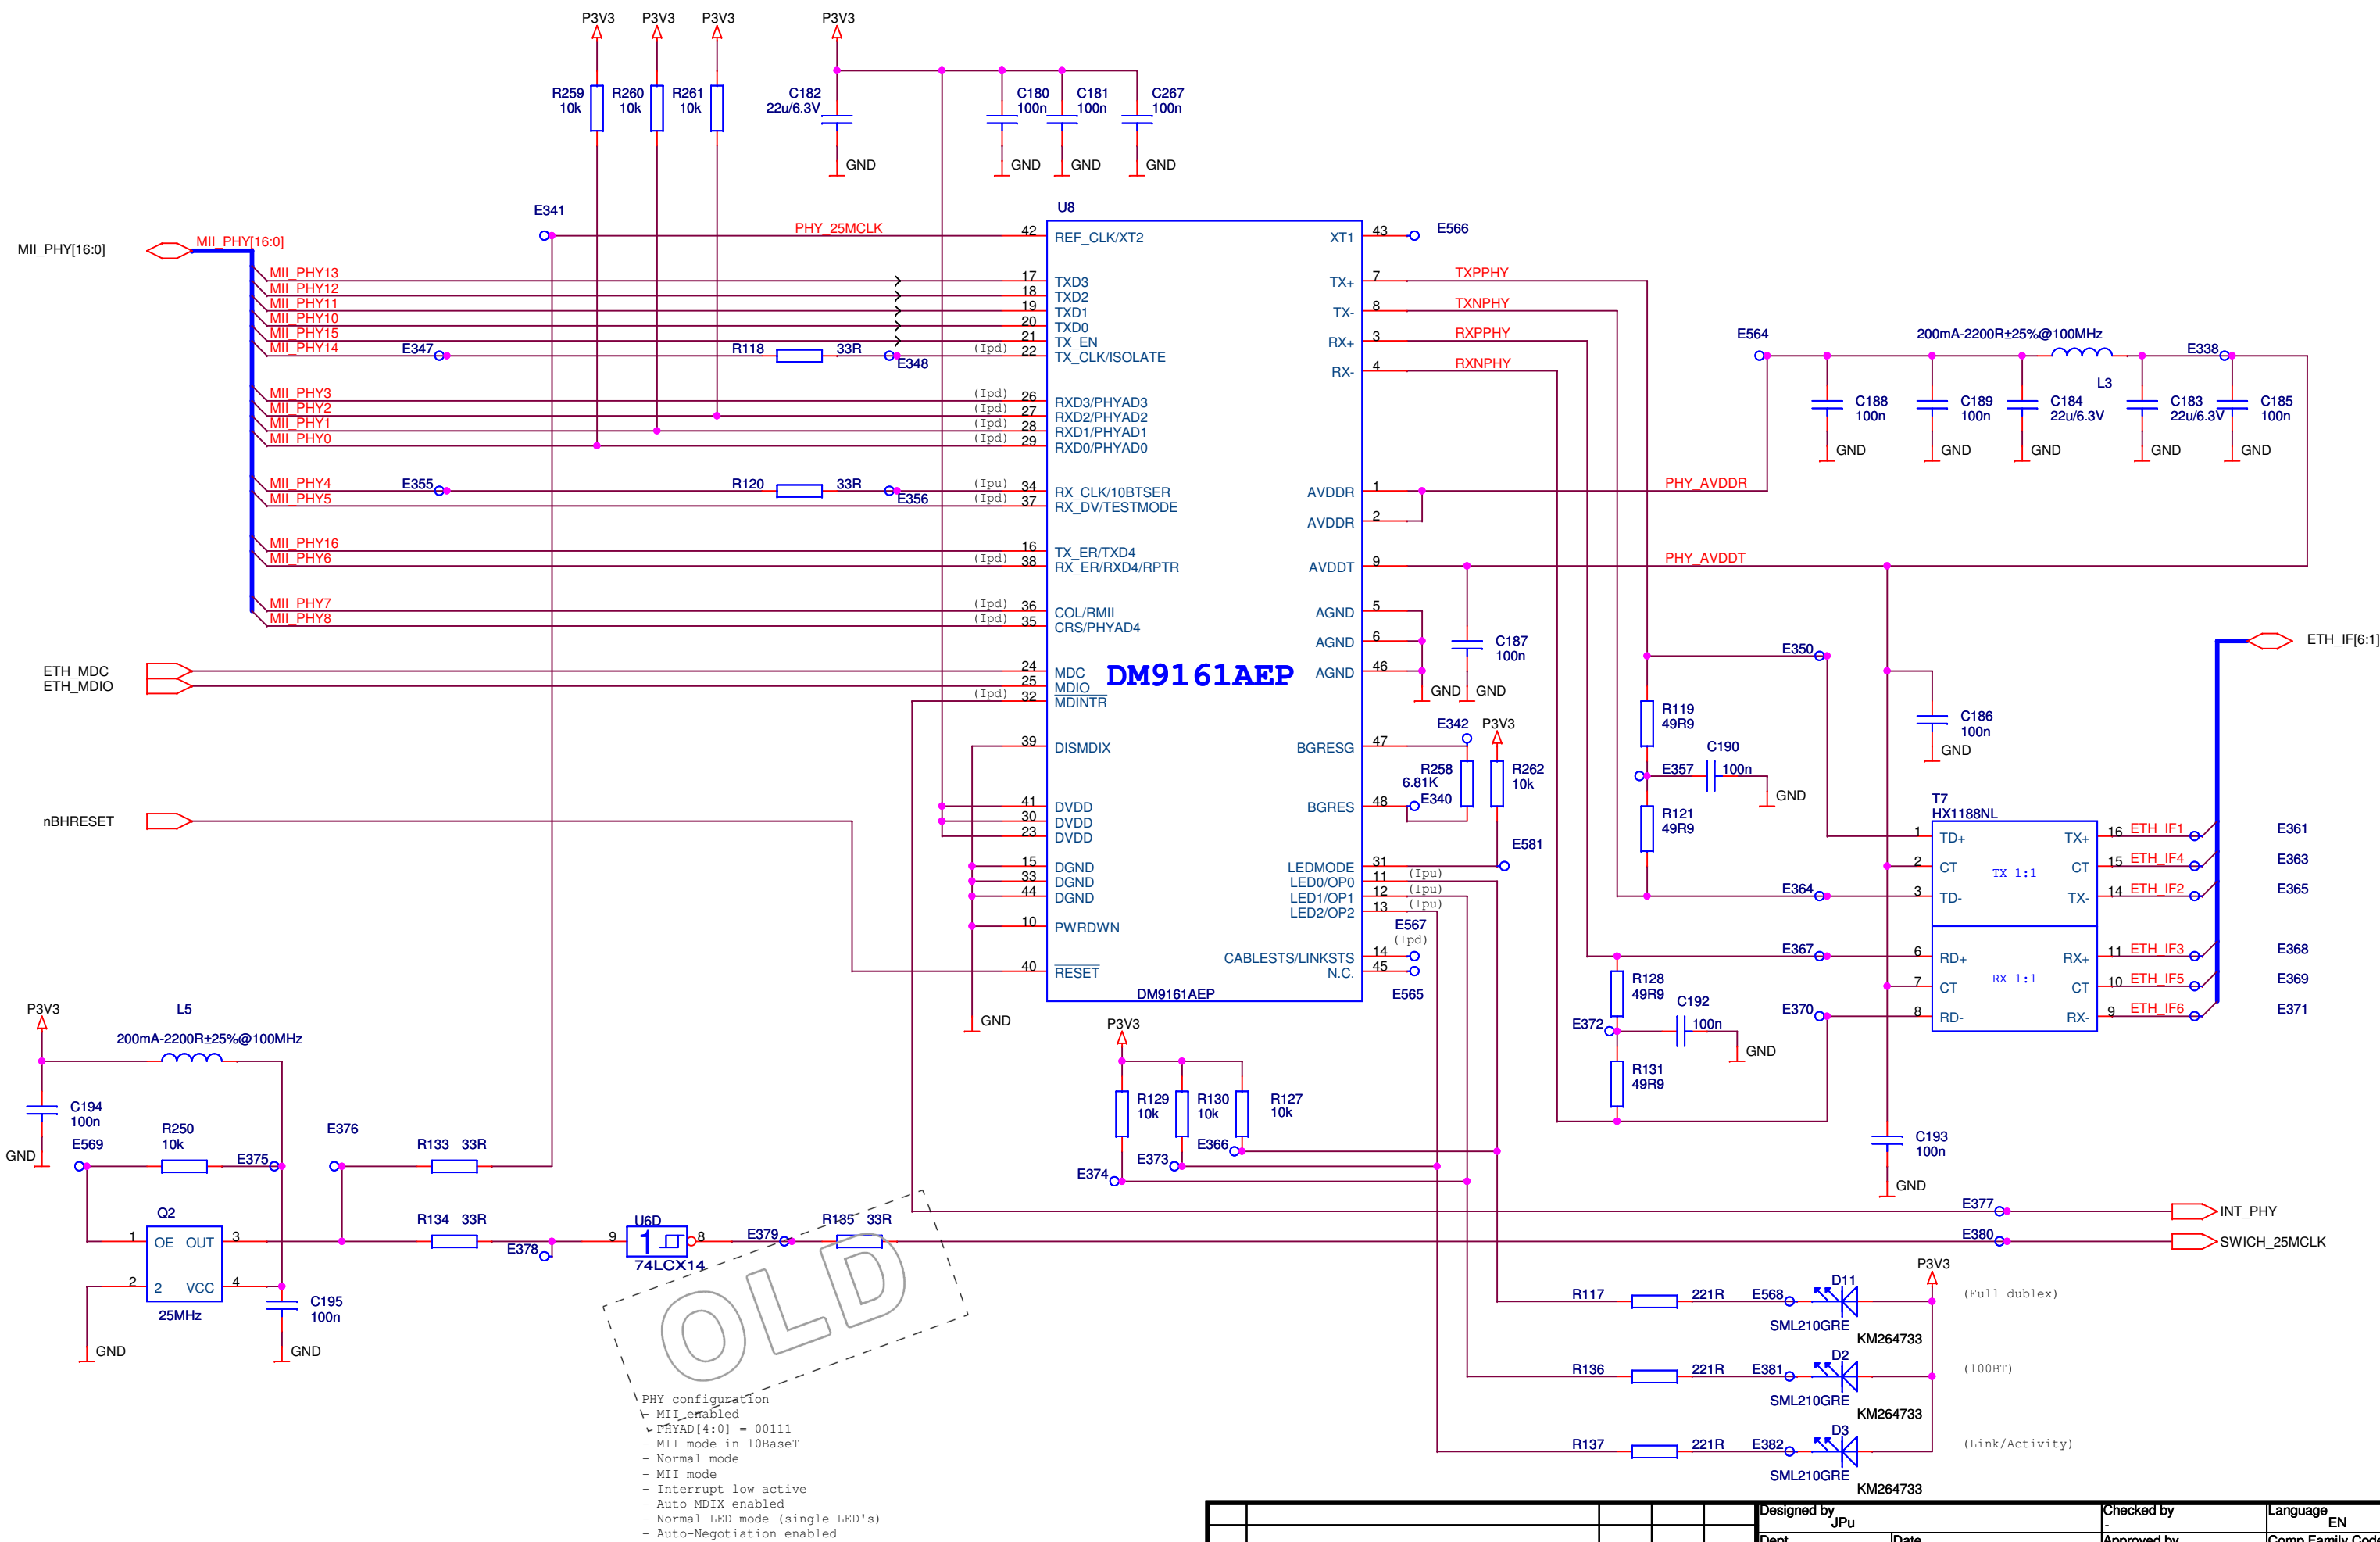 P3V3 P3V3 P3V3 P3V3
R259 10k R260 10k R261 10k
C182 22u/6.3V
C180 100n C181 100n C267 100n
GND GND GND GND
MII_PHY[16:0]
MII_PHY[16:0]
E341
PHY_25MCLK
U8
42 REF_CLK/XT2
MII_PHY13 17 TXD3
MII_PHY12 18 TXD2
MII_PHY11 19 TXD1
MII_PHY10 20 TXD0
MII_PHY15 21 TX_EN
MII_PHY14 E347 R118 33R E348 (Ipd) 22 TX_CLK/ISOLATE
MII_PHY3 (Ipd) 26 RXD3/PHYAD3
MII_PHY2 (Ipd) 27 RXD2/PHYAD2
MII_PHY1 (Ipd) 28 RXD1/PHYAD1
MII_PHY0 (Ipd) 29 RXD0/PHYAD0
MII_PHY4 E355 R120 33R E356 (Ipu) 34 RX_CLK/10BTSER
MII_PHY5 (Ipd) 37 RX_DV/TESTMODE
MII_PHY16 16 TX_ER/TXD4
MII_PHY6 (Ipd) 38 RX_ER/RXD4/RPTR
MII_PHY7 (Ipd) 36 COL/RMII
MII_PHY8 (Ipd) 35 CRS/PHYAD4
ETH_MDC 24 MDC
ETH_MDIO 25 MDIO
(Ipd) 32 MDINTR
39 DISMDIX
41 DVDD
30 DVDD
23 DVDD
15 DGND
33 DGND
44 DGND
10 PWRDWN
nBHRESET
40 RESET
GND
DM9161AEP
DM9161AEP
XT1 43 E566
TX+ 7 TXPPHY
TX- 8 TXNPHY
RX+ 3 RXPPHY
RX- 4 RXNPHY
AVDDR 1 PHY_AVDDR
AVDDR 2
AVDDT 9 PHY_AVDDT
AGND 5
AGND 6
AGND 46
GND GND
C187 100n
BGRESG 47 E342
R258 6.81K
BGRES 48 E340
P3V3
R262 10k
E581
LEDMODE 31
LED0/OP0 11 (Ipu)
LED1/OP1 12 (Ipu)
LED2/OP2 13 (Ipu)
E567
(Ipd)
CABLESTS/LINKSTS 14
N.C. 45
E565
E564
200mA-2200R±25%@100MHz
L3
E338
C188 100n
C189 100n
C184 22u/6.3V
C183 22u/6.3V
C185 100n
GND GND GND GND GND
ETH_IF[6:1]
E350
R119 49R9
E357
C190 100n
GND
R121 49R9
E364
C186 100n
GND
T7
HX1188NL
1 TD+ TX+ 16 ETH_IF1 E361
2 CT TX 1:1 CT 15 ETH_IF4 E363
3 TD- TX- 14 ETH_IF2 E365
6 RD+ RX+ 11 ETH_IF3 E368
7 CT RX 1:1 CT 10 ETH_IF5 E369
8 RD- RX- 9 ETH_IF6 E371
E367
R128 49R9
E372
C192 100n
GND
R131 49R9
E370
C193 100n
GND
P3V3
R129 10k
R130 10k
R127 10k
E366
E373
E374
P3V3
L5
200mA-2200R±25%@100MHz
C194 100n
GND
E569
R250 10k
E375
E376
R133 33R
Q2
1 OE OUT 3
2 2 VCC 4
25MHz
GND
C195 100n
GND
R134 33R
E378
U6D
9 1 8
74LCX14
E379
R135 33R
E377 INT_PHY
E380 SWICH_25MCLK
P3V3
R117 221R E568 D11 (Full dublex)
SML210GRE
KM264733
R136 221R E381 D2 (100BT)
SML210GRE
KM264733
R137 221R E382 D3 (Link/Activity)
SML210GRE
KM264733
OLD
PHY configuration
- MII enabled
- PHYAD[4:0] = 00111
- MII mode in 10BaseT
- Normal mode
- MII mode
- Interrupt low active
- Auto MDIX enabled
- Normal LED mode (single LED's)
- Auto-Negotiation enabled
Designed by Checked by Language
JPu - EN
Dept Date Approved by Comp Family Code